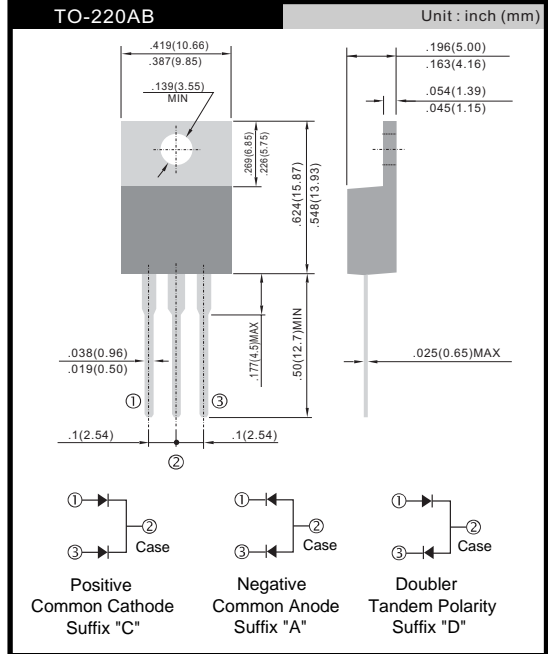 TO-220AB
Unit : inch (mm)
.419(10.66)
.387(9.85)
.139(3.55)
MIN
.196(5.00)
.163(4.16)
.054(1.39)
.045(1.15)
.269(6.85)
.226(5.75)
.624(15.87)
.548(13.93)
.177(4.5)MAX
.50(12.7)MIN
.038(0.96)
.019(0.50)
.025(0.65)MAX
① ③
.1(2.54) .1(2.54)
②
① ① ①
② ② ②
③ Case ③ Case ③ Case
Positive
Common Cathode
Suffix "C"
Negative
Common Anode
Suffix "A"
Doubler
Tandem Polarity
Suffix "D"